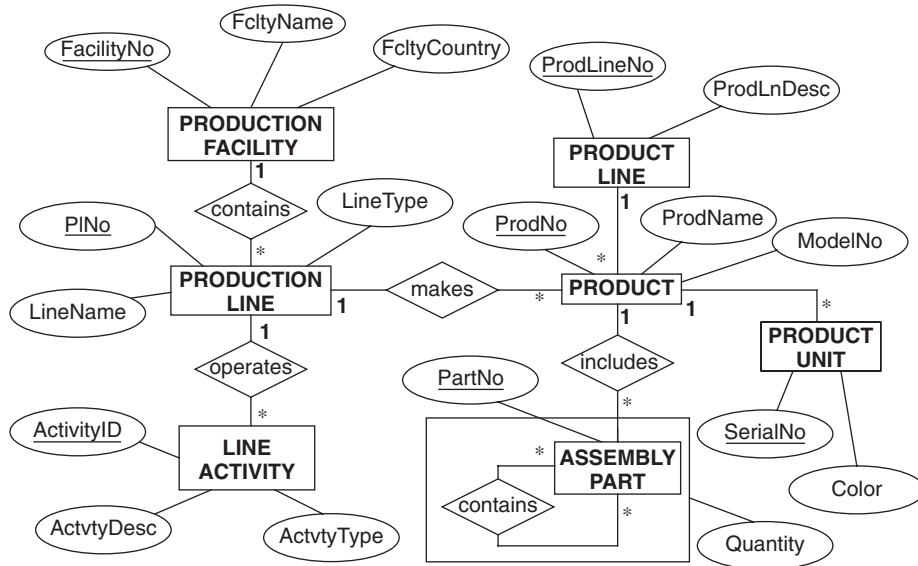 FcltyName
FacilityNo
FcltyCountry
ProdLineNo
ProdLnDesc
PRODUCTION
FACILITY
1
PRODUCT
LINE
1
contains
LineType
PlNo
*
ProdNo
ProdName
ModelNo
*
PRODUCTION
LINE
1
makes
*
PRODUCT
1
LineName
1
1
*
PRODUCT
UNIT
operates
includes
PartNo
*
*
ActivityID
LINE
ACTIVITY
SerialNo
*
ASSEMBLY
PART
Color
contains
*
ActvtyDesc
ActvtyType
Quantity